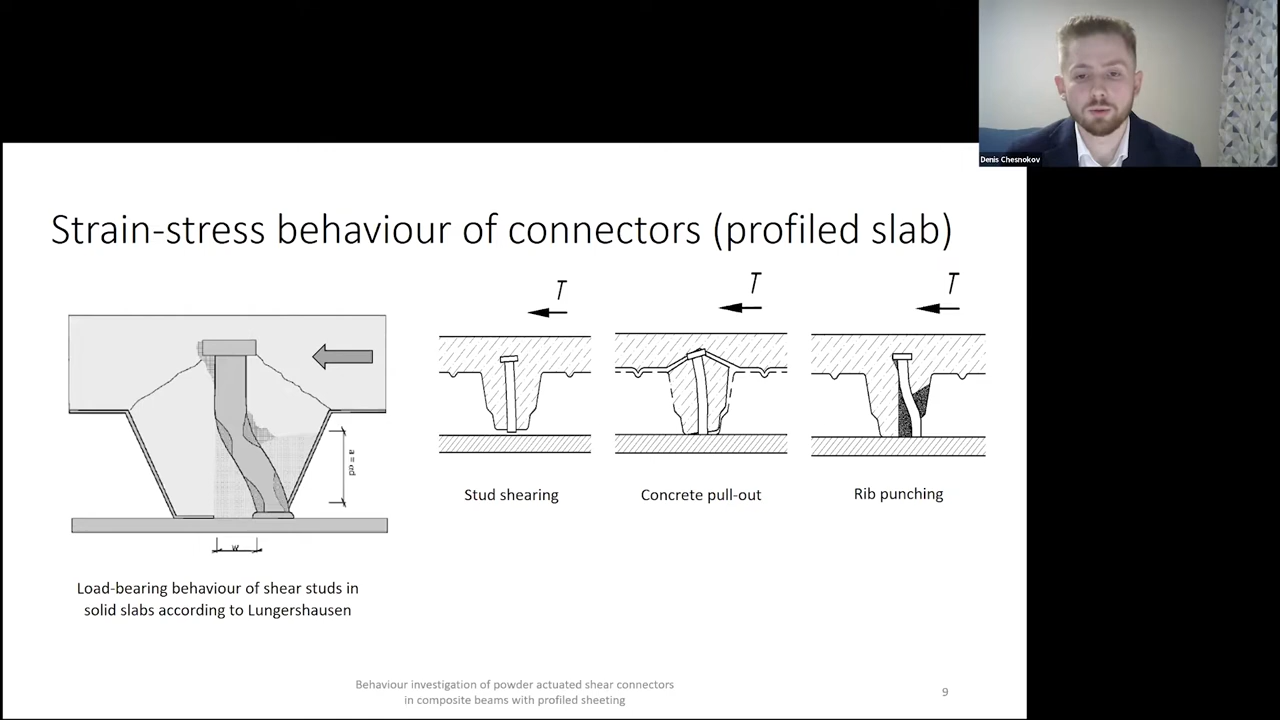 Denis Chesnokov
Strain-stress behaviour of connectors (profiled slab)
T
T
T
a = ed
w
Stud shearing
Concrete pull-out
Rib punching
Load-bearing behaviour of shear studs in
solid slabs according to Lungershausen
Behaviour investigation of powder actuated shear connectors
in composite beams with profiled sheeting
9